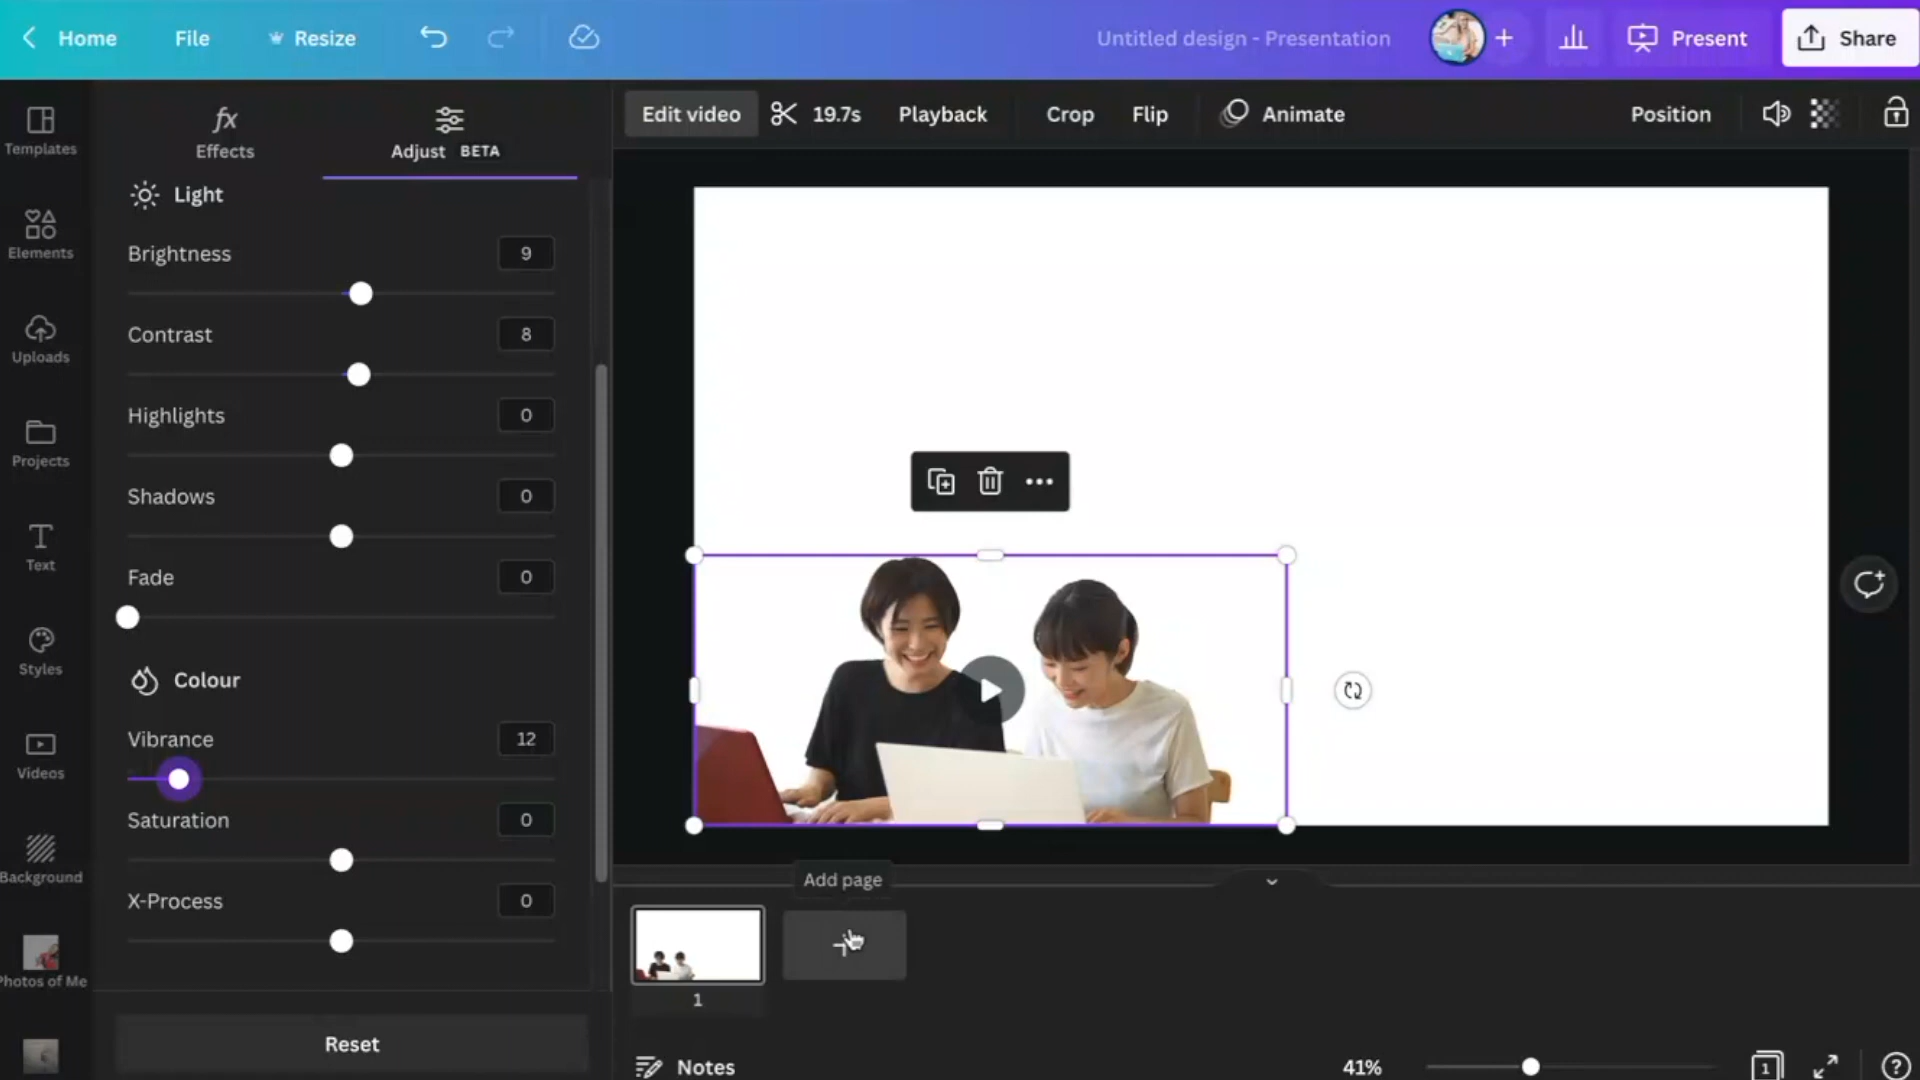 Home File Resize Untitled design - Presentation Present Share
Templates
Elements
Uploads
Projects
Text
Styles
Videos
Background
Photos of Me
fx
Effects Adjust BETA
Light
Brightness 9
Contrast 8
Highlights 0
Shadows 0
Fade 0
Colour
Vibrance 12
Saturation 0
X-Process 0
Reset
Edit video 19.7s Playback Crop Flip Animate Position
Add page
1
Notes 41% 1 ?